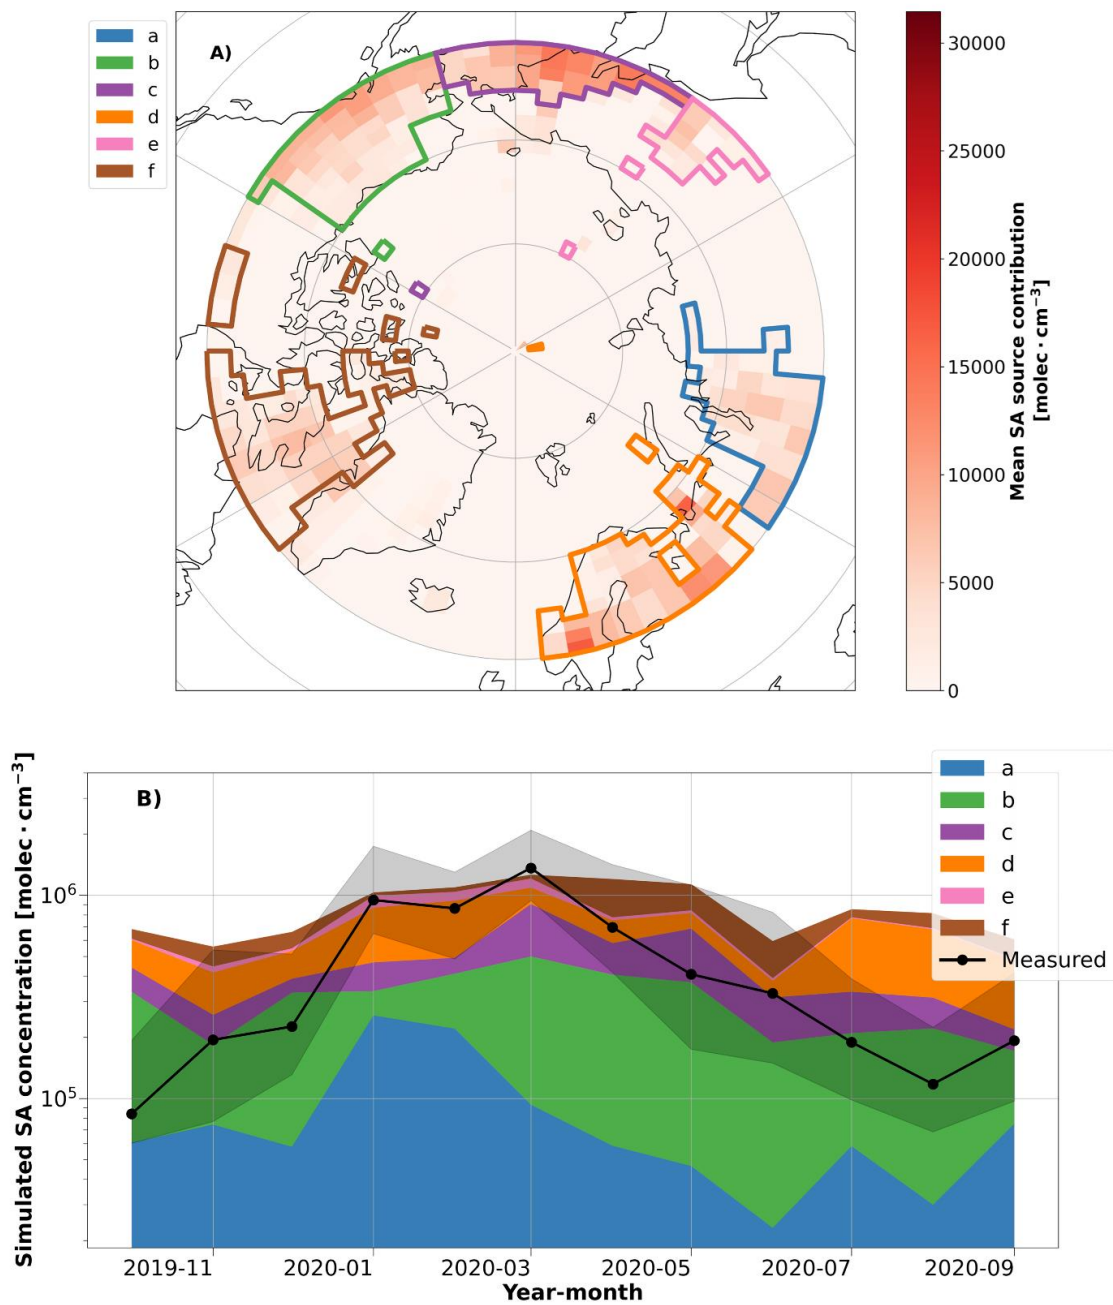 A)
a
b
c
d
e
f
30000
25000
20000
15000
10000
5000
0
Mean SA source contribution
[molec · cm⁻³]
B)
a
b
c
d
e
f
Measured
Simulated SA concentration [molec · cm⁻³]
10⁶
10⁵
2019-11 2020-01 2020-03 2020-05 2020-07 2020-09
Year-month